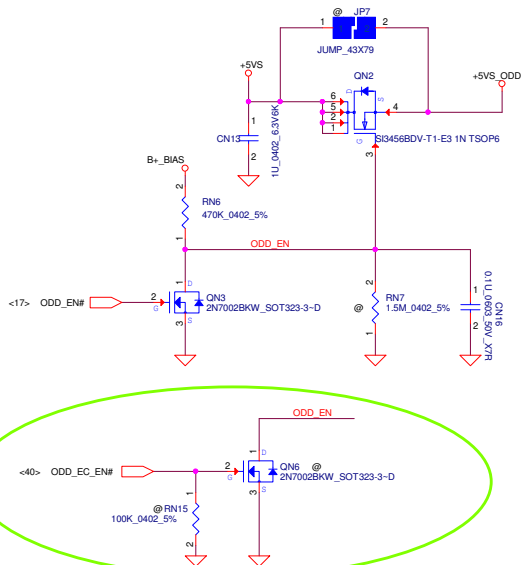 @ JP7
1 2
1 2
JUMP_43X79
+5VS
QN2
+5VS_ODD
D
S
6
5
2
1
4
G
3
SI3456BDV-T1-E3 1N TSOP6
1
CN13
2
1U_0402_6.3V6K
B+_BIAS
2
RN6
470K_0402_5%
1
ODD_EN
<17> ODD_EN#
2
G
1
D
QN3
2N7002BKW_SOT323-3~D
3
S
2
RN7
@
1.5M_0402_5%
1
1
CN16
2
0.1U_0603_50V_X7R
ODD_EN
<40> ODD_EC_EN#
2
G
1
D
QN6 @
2N7002BKW_SOT323-3~D
3
S
1
@ RN15
100K_0402_5%
2